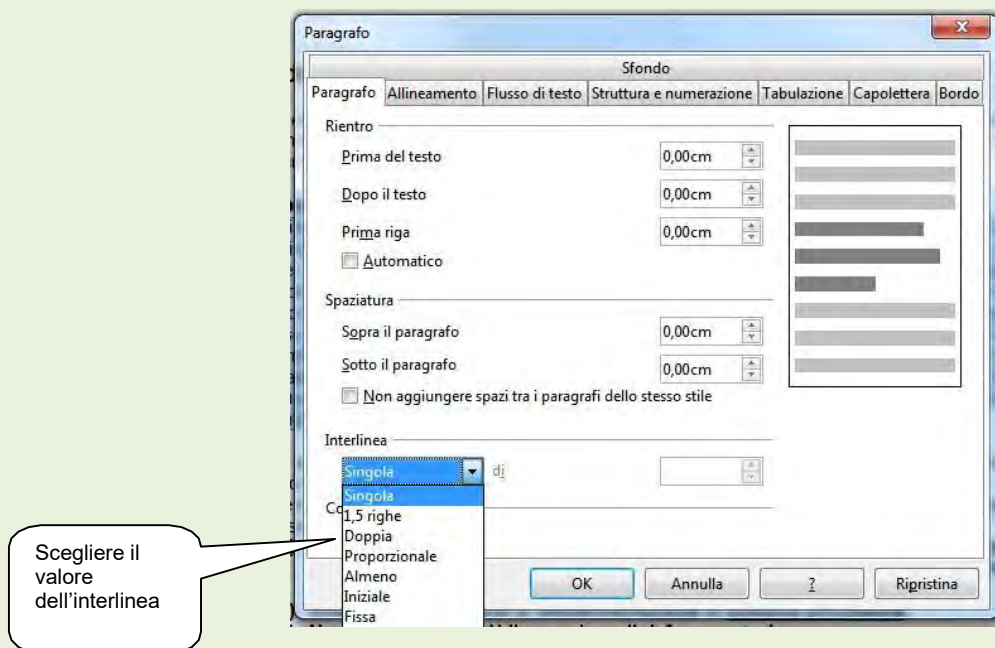 Paragrafo
Sfondo
Paragrafo Allineamento Flusso di testo Struttura e numerazione Tabulazione Capolettera Bordo
Rientro
Prima del testo 0,00cm
Dopo il testo 0,00cm
Prima riga 0,00cm
Automatico
Spaziatura
Sopra il paragrafo 0,00cm
Sotto il paragrafo 0,00cm
Non aggiungere spazi tra i paragrafi dello stesso stile
Interlinea
Singola di
Singola
Co
1,5 righe
Doppia
Proporzionale
Almeno
Iniziale
Fissa
OK Annulla ? Ripristina
Scegliere il
valore
dell’interlinea